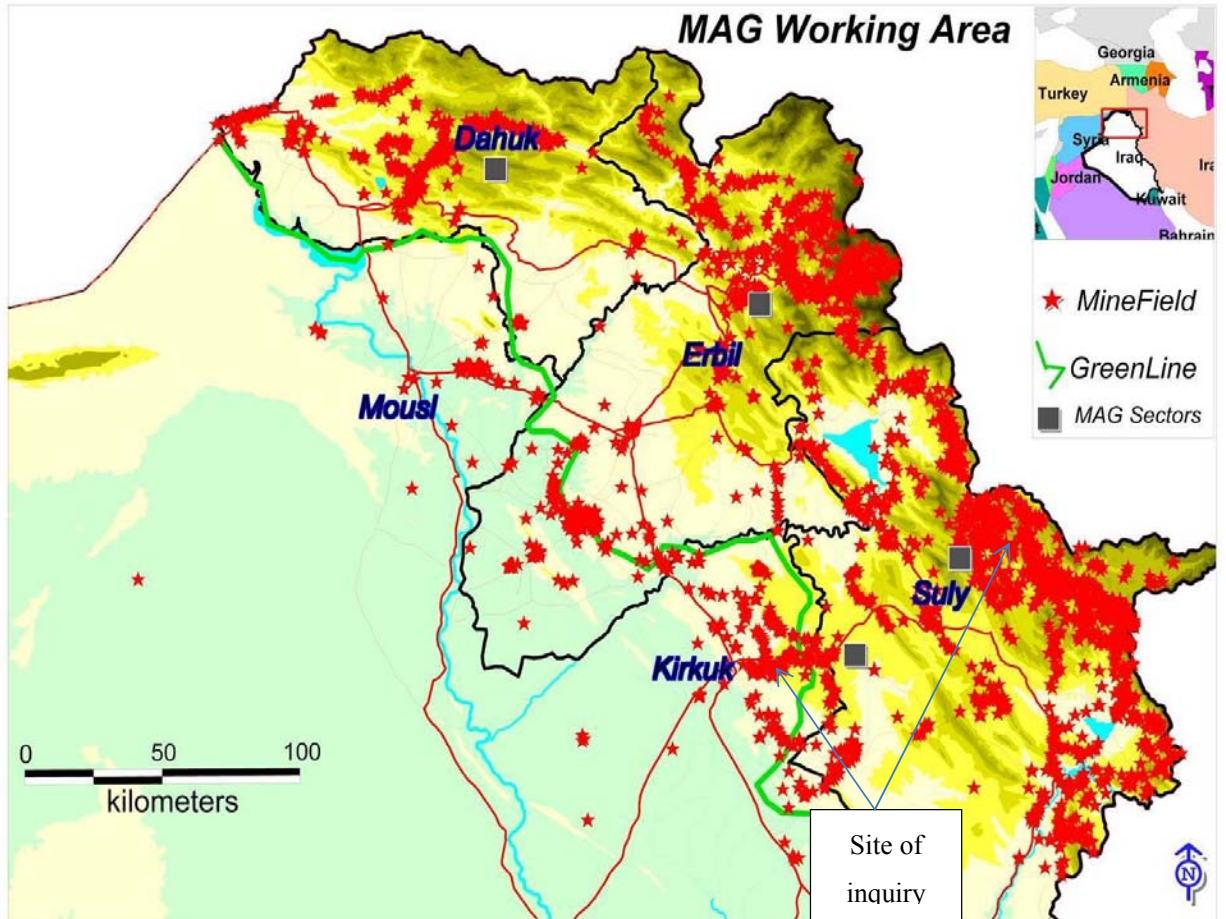 MAG Working Area
Georgia
Armenia
Turkey
Syria
Iraq
Jordan
Kuwait
Bahrain
MineField
GreenLine
MAG Sectors
Dahuk
Erbil
Mousl
Suly
Kirkuk
0 50 100
kilometers
Site of
inquiry
N